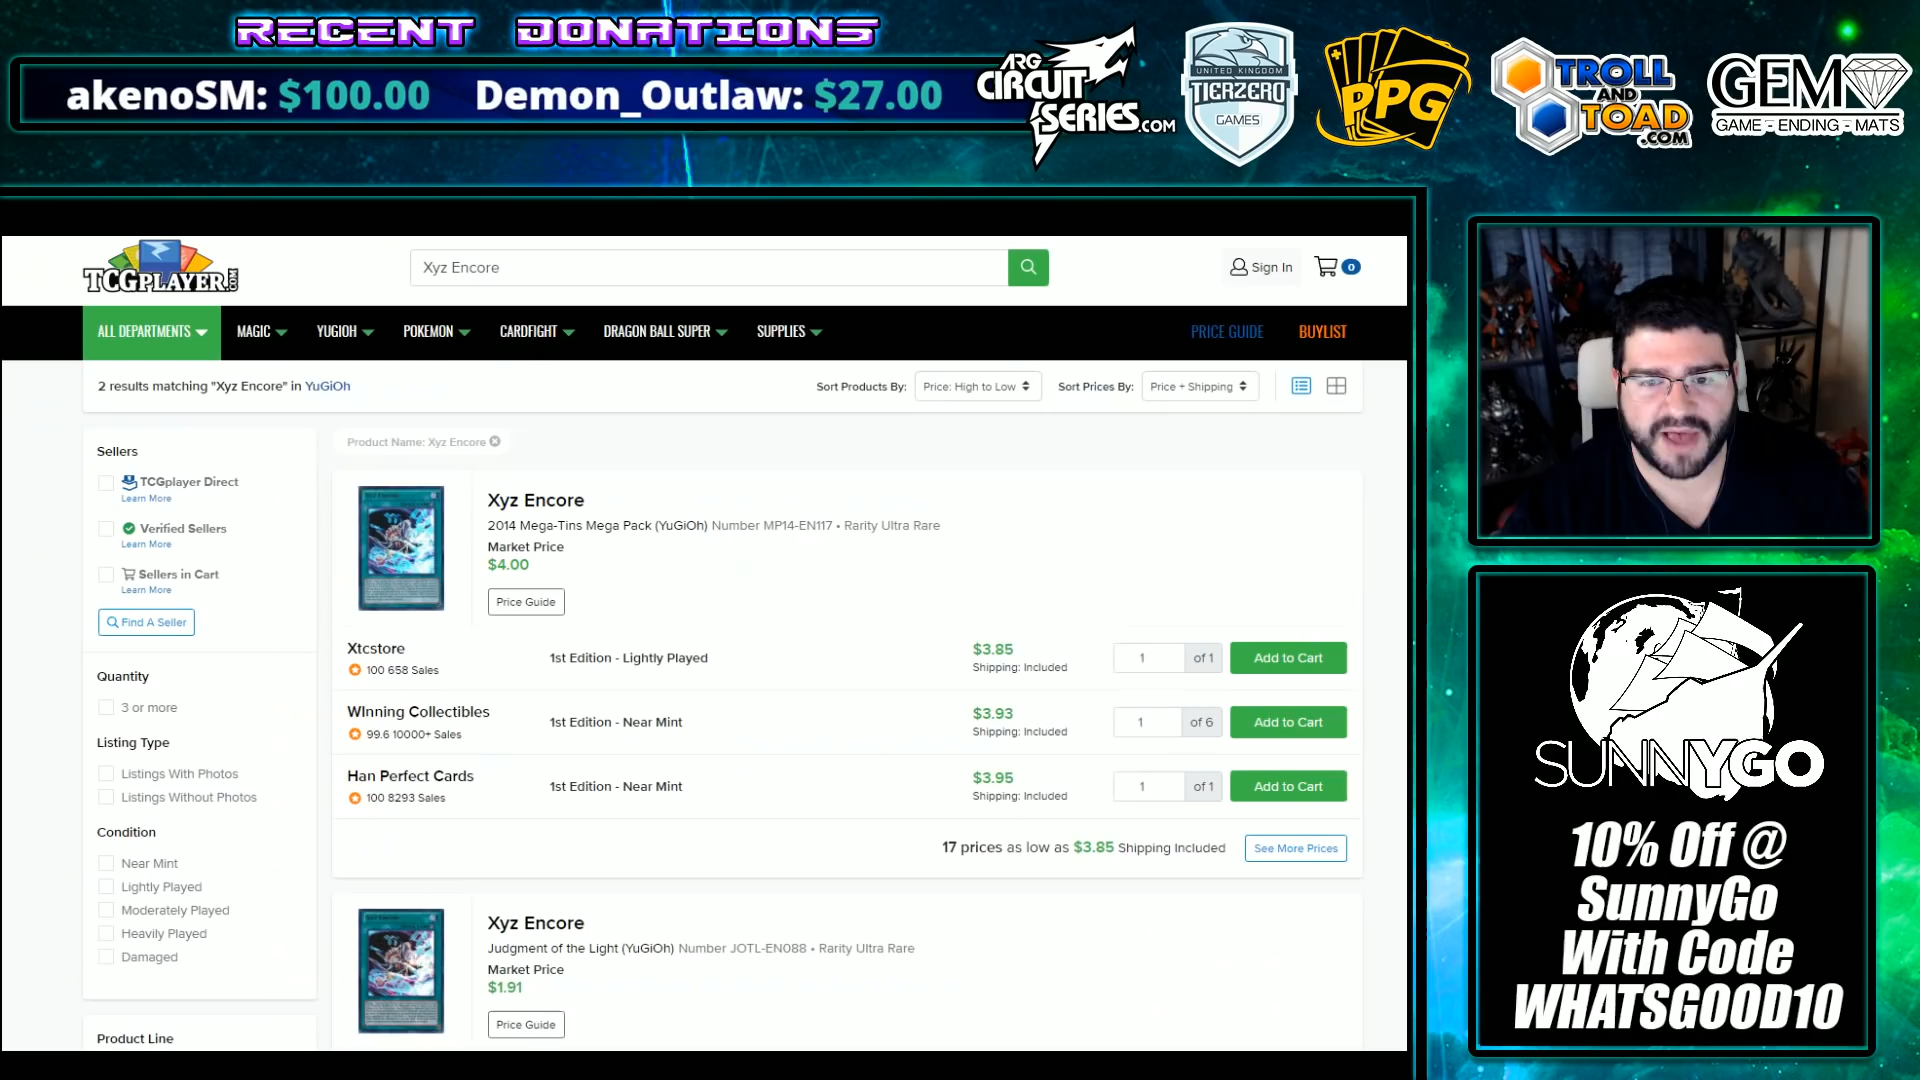 RECENT DONATIONS
akenoSM: $100.00 Demon_Outlaw: $27.00
ARG
CIRCUIT
SERIES.COM
UNITED KINGDOM
TIERZERO
GAMES
PPG
TROLL
AND
TOAD
.COM
GEM
GAME - ENDING - MATS
TCGPLAYER.COM
Xyz Encore
Sign In
0
ALL DEPARTMENTS
MAGIC
YUGIOH
POKEMON
CARDFIGHT
DRAGON BALL SUPER
SUPPLIES
PRICE GUIDE
BUYLIST
2 results matching "Xyz Encore" in YuGiOh
Sort Products By:
Price: High to Low
Sort Prices By:
Price + Shipping
Product Name: Xyz Encore
Sellers
TCGplayer Direct
Learn More
Verified Sellers
Learn More
Sellers in Cart
Learn More
Find A Seller
Quantity
3 or more
Listing Type
Listings With Photos
Listings Without Photos
Condition
Near Mint
Lightly Played
Moderately Played
Heavily Played
Damaged
Product Line
Xyz Encore
2014 Mega-Tins Mega Pack (YuGiOh) Number MP14-EN117 • Rarity Ultra Rare
Market Price
$4.00
Price Guide
Xtcstore
100 658 Sales
1st Edition - Lightly Played
$3.85
Shipping: Included
1 of 1
Add to Cart
WInning Collectibles
99.6 10000+ Sales
1st Edition - Near Mint
$3.93
Shipping: Included
1 of 6
Add to Cart
Han Perfect Cards
100 8293 Sales
1st Edition - Near Mint
$3.95
Shipping: Included
1 of 1
Add to Cart
17 prices as low as $3.85 Shipping Included
See More Prices
Xyz Encore
Judgment of the Light (YuGiOh) Number JOTL-EN088 • Rarity Ultra Rare
Market Price
$1.91
Price Guide
SUNNYGO
10% Off @
SunnyGo
With Code
WHATSGOOD10